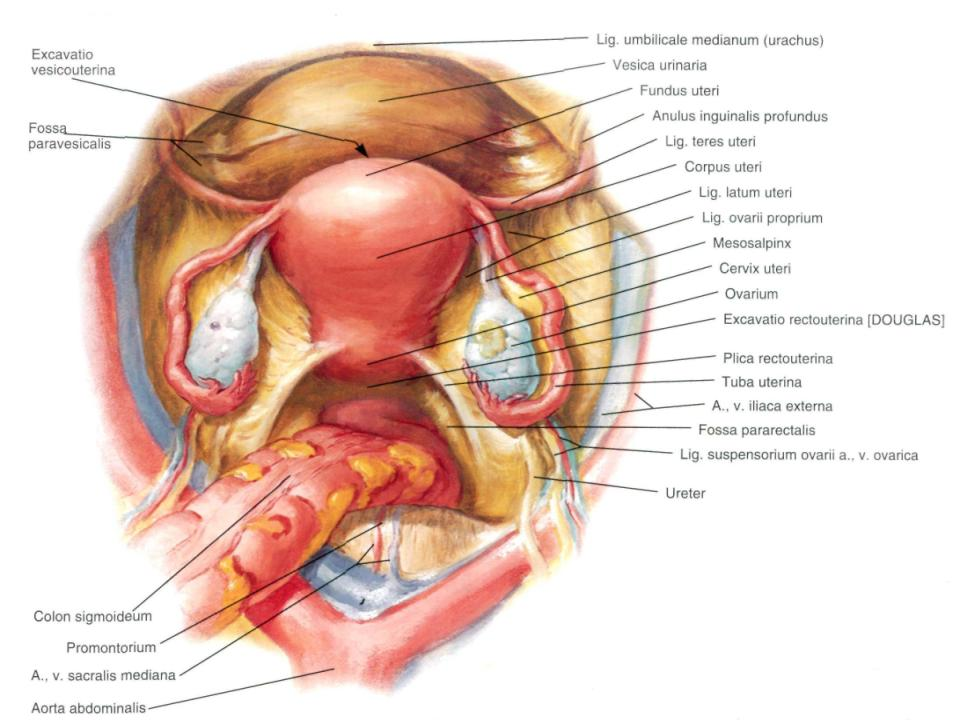 Excavatio
vesicouterina
Fossa
paravesicalis
Lig. umbilicale medianum (urachus)
Vesica urinaria
Fundus uteri
Anulus inguinalis profundus
Lig. teres uteri
Corpus uteri
Lig. latum uteri
Lig. ovarii proprium
Mesosalpinx
Cervix uteri
Ovarium
Excavatio rectouterina [DOUGLAS]
Plica rectouterina
Tuba uterina
A., v. iliaca externa
Fossa pararectalis
Lig. suspensorium ovarii a., v. ovarica
Ureter
Colon sigmoideum
Promontorium
A., v. sacralis mediana
Aorta abdominalis